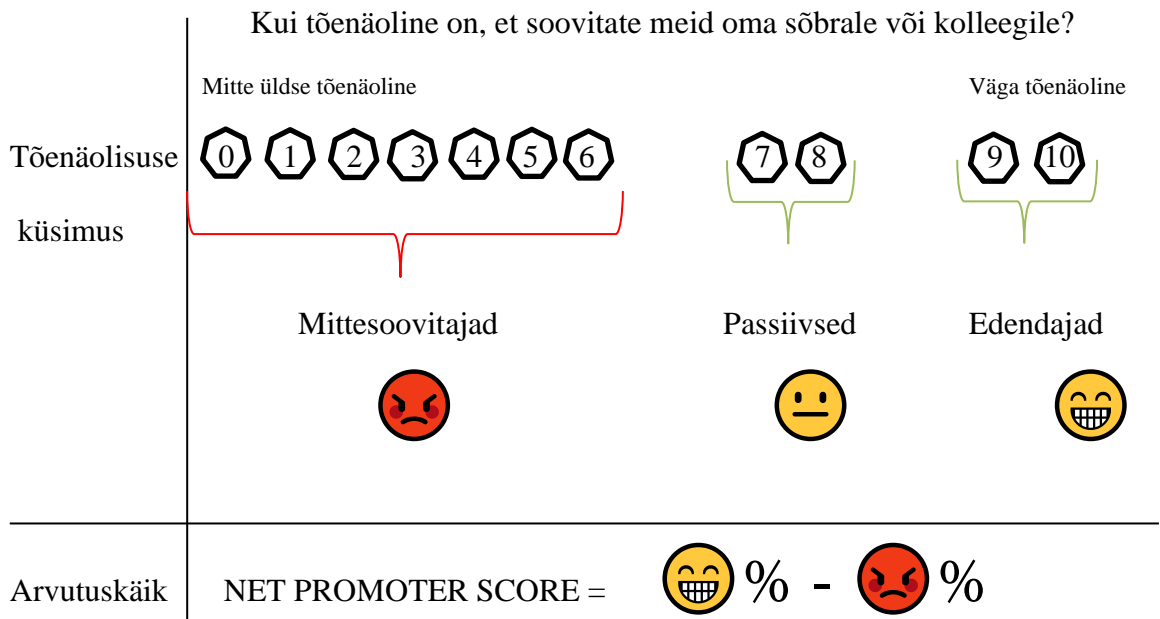 Kui tõenäoline on, et soovitate meid oma sõbrale või kolleegile?
Mitte üldse tõenäoline
Väga tõenäoline
Tõenäolisuse
küsimus
0 1 2 3 4 5 6 7 8 9 10
Mittesoovitajad
Passiivsed
Edendajad
Arvutuskäik
NET PROMOTER SCORE = % - %